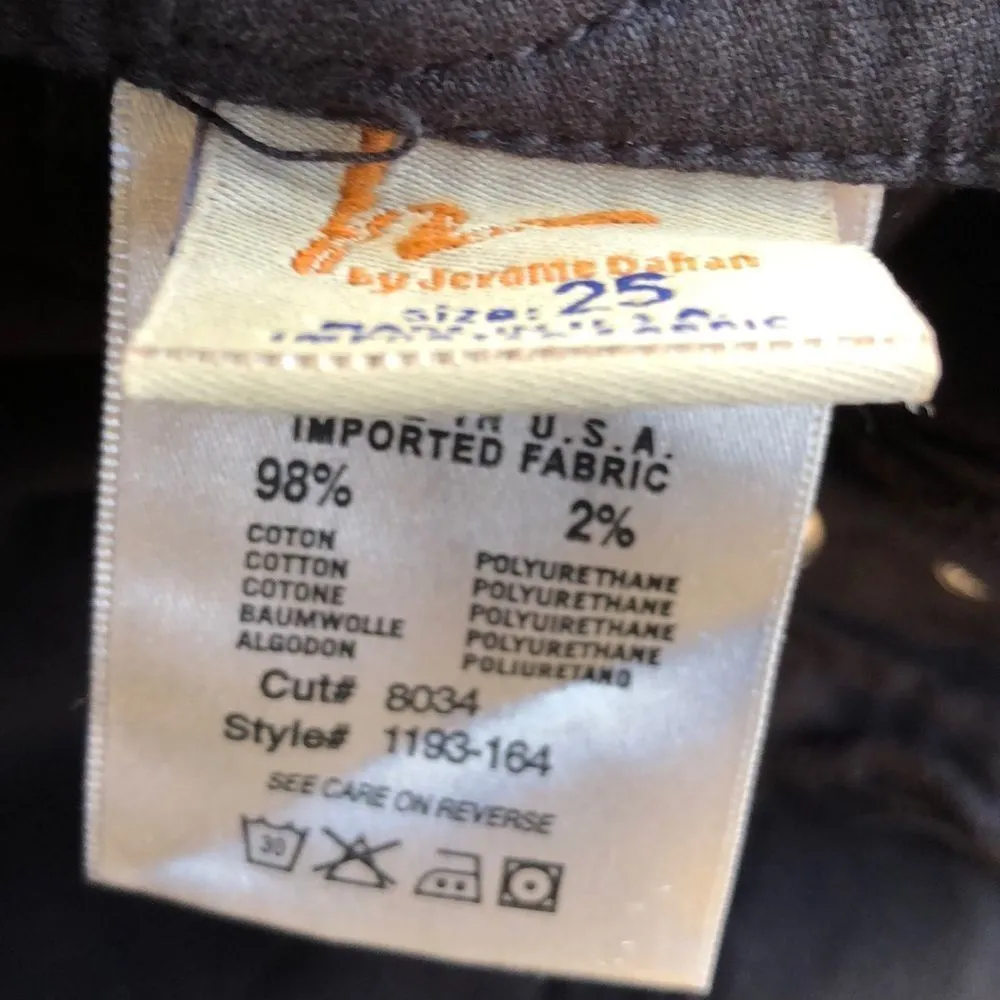 by Jerome Dahan
size: 25
IN U.S.A.
IMPORTED FABRIC
98%
2%
COTON
COTTON
COTONE
BAUMWOLLE
ALGODON
POLYURETHANE
POLYURETHANE
POLYUIRETHANE
POLYURETHANE
POLIURETANO
Cut# 8034
Style# 1193-164
SEE CARE ON REVERSE
30